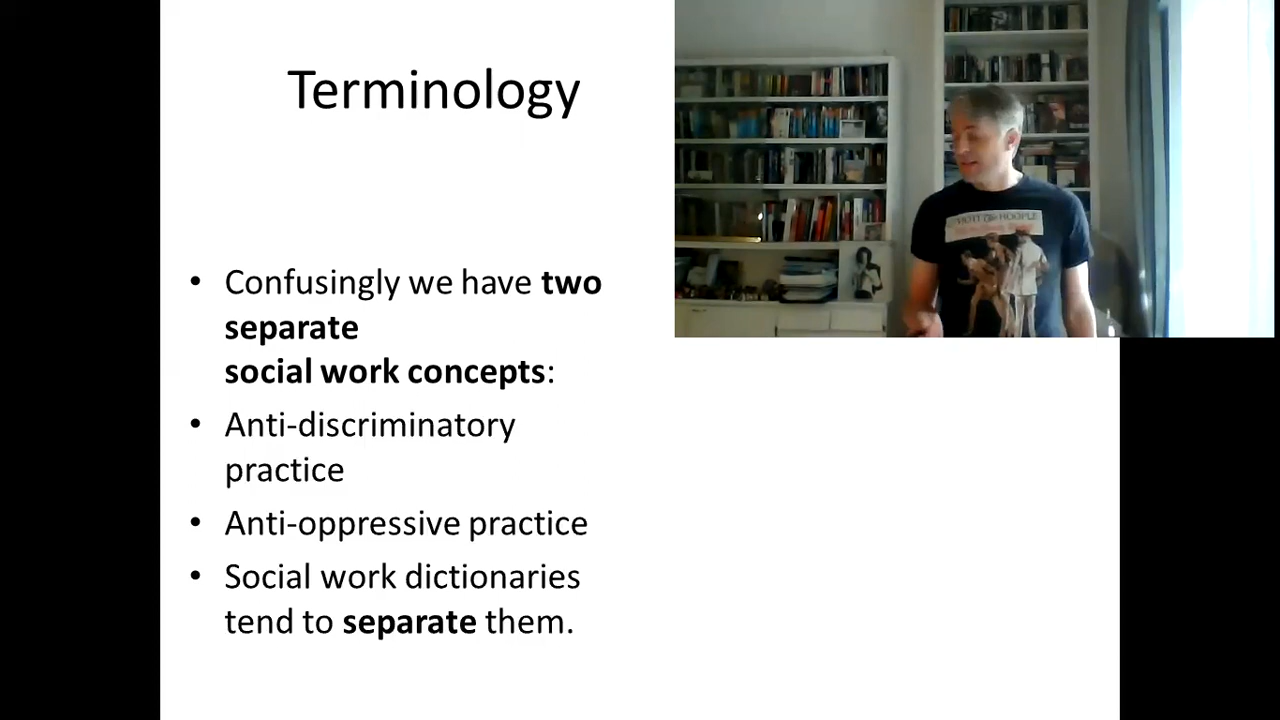 Terminology
• Confusingly we have two
separate
social work concepts:
• Anti-discriminatory
practice
• Anti-oppressive practice
• Social work dictionaries
tend to separate them.
HOOPLE